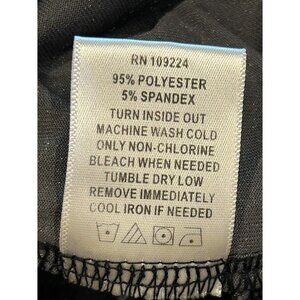 RN 109224
95% POLYESTER
5% SPANDEX
TURN INSIDE OUT
MACHINE WASH COLD
ONLY NON-CHLORINE
BLEACH WHEN NEEDED
TUMBLE DRY LOW
REMOVE IMMEDIATELY
COOL IRON IF NEEDED